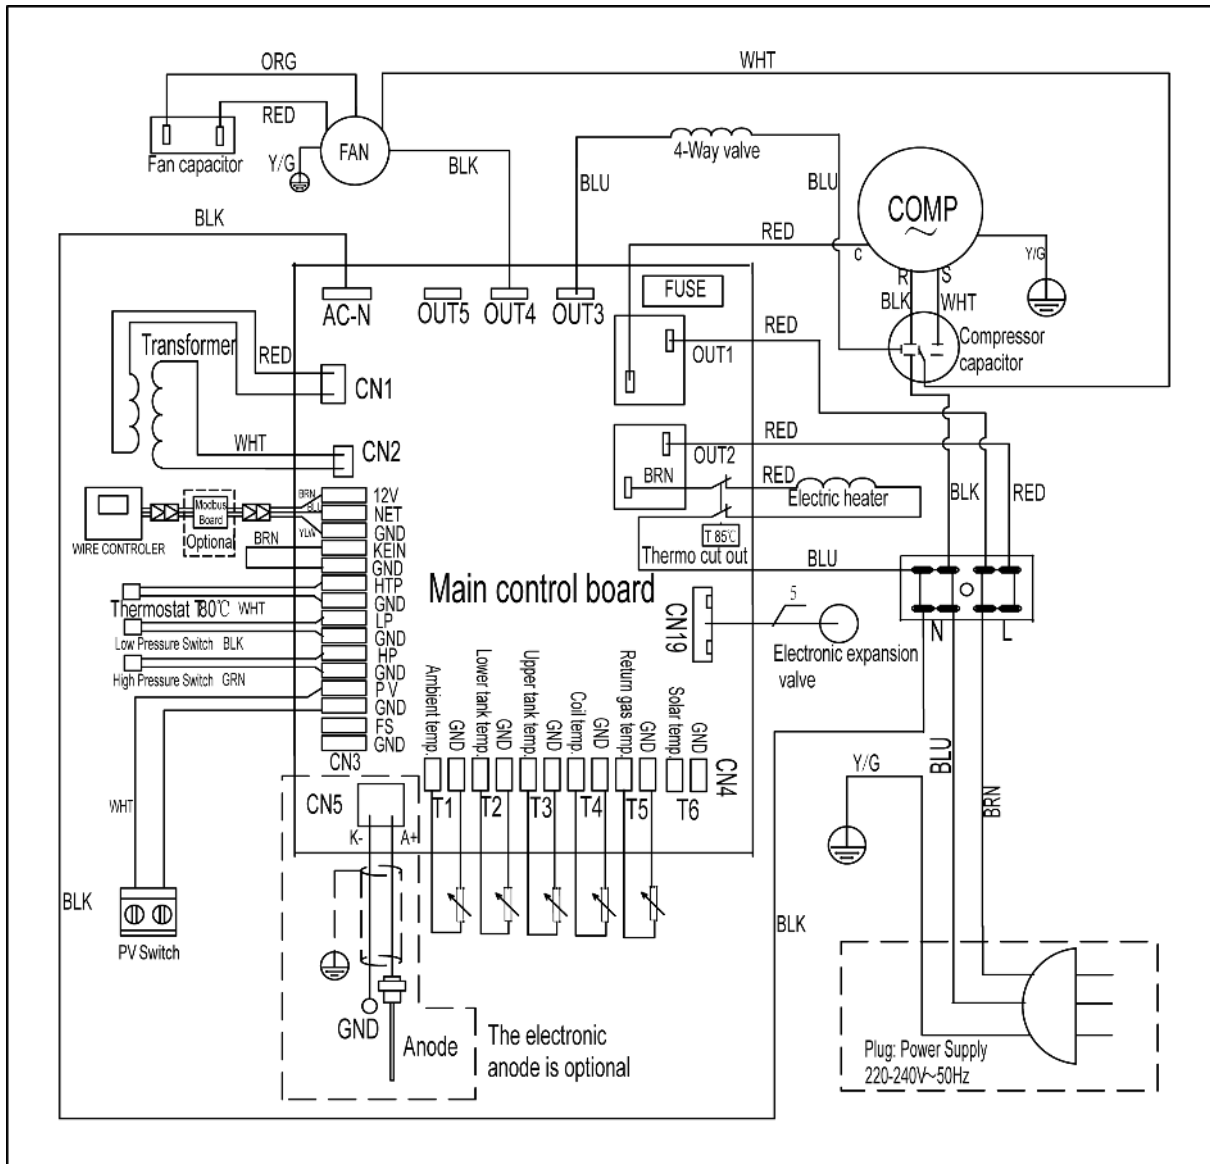 ORG
WHT
RED
Fan capacitor
Y/G
FAN
BLK
4-Way valve
BLU
BLU
COMP
~
BLK
RED
C
Y/G
R
S
BLK
WHT
FUSE
AC-N
OUT5
OUT4
OUT3
RED
Compressor
capacitor
Transformer
RED
OUT1
CN1
RED
WHT
CN2
OUT2
BRN
RED
Electric heater
BLK
RED
BRN
BLU
YLW
12V
NET
GND
KEIN
GND
HTP
GND
LP
GND
HP
GND
PV
GND
FS
GND
CN3
Modbus
Board
Optional
WIRE CONTROLER
BRN
T 85℃
Thermo cut out
BLU
Thermostat T80℃ WHT
Low Pressure Switch BLK
High Pressure Switch GRN
Main control board
CN19
5
Electronic expansion
valve
N
L
Ambient temp.
GND
Lower tank temp.
GND
Upper tank temp.
GND
Coil temp.
GND
Return gas temp.
GND
Solar temp.
GND
CN4
T1
T2
T3
T4
T5
T6
CN5
K-
A+
WHT
Y/G
BLU
BRN
BLK
BLK
PV Switch
GND
Anode
The electronic
anode is optional
Plug: Power Supply
220-240V~50Hz